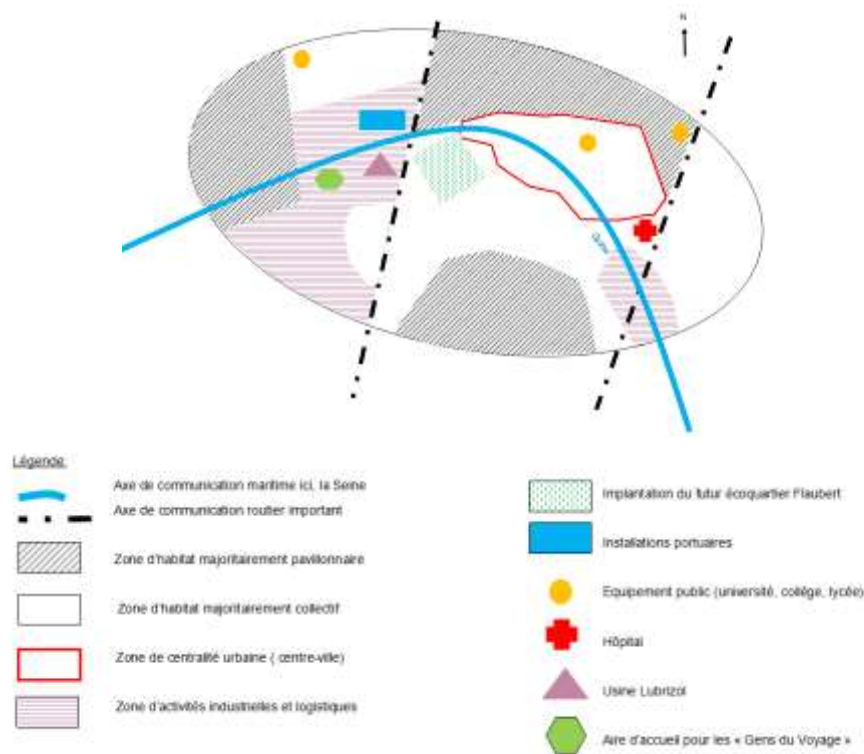 N
Seine
Légende:
Axe de communication maritime ici, la Seine
Axe de communication routier important
Zone d'habitat majoritairement pavillonnaire
Zone d'habitat majoritairement collectif
Zone de centralité urbaine ( centre-ville)
Zone d'activités industrielles et logistiques
Implantation du futur écoquartier Flaubert
Installations portuaires
Equipement public (université, collège, lycée)
Hôpital
Usine Lubrizol
Aire d'accueil pour les « Gens du Voyage »